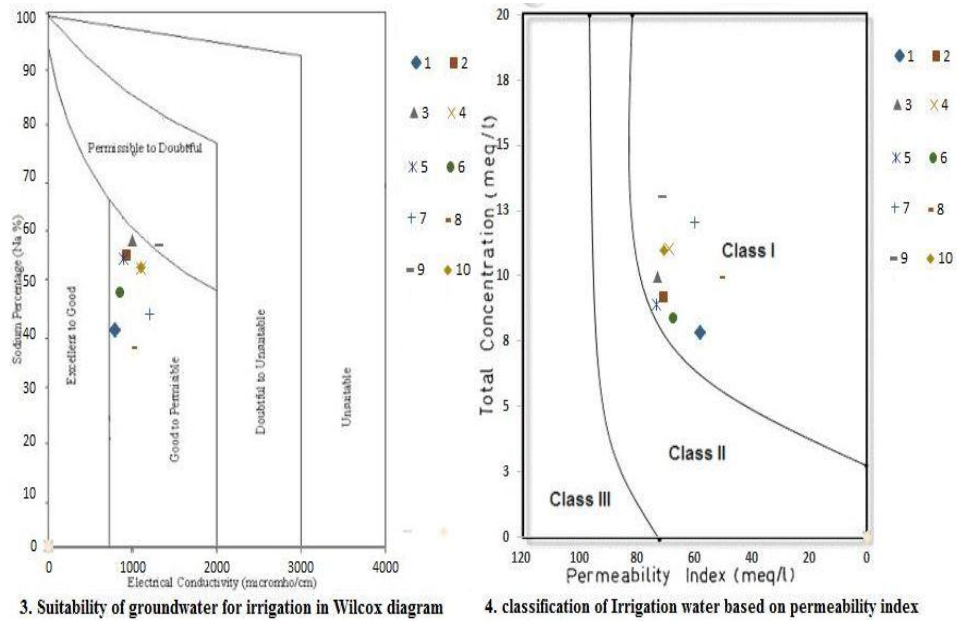 100
90
80
70
60
50
40
30
20
10
0
Sodium Percentage (Na %)
Permissible to Doubtful
Excellent to Good
Good to Permisible
Doubtful to Unsuitable
Unsuitable
0 1000 2000 3000 4000
Electrical Conductivity (micromho/cm)
1 2
3 4
5 6
7 8
9 10
3. Suitability of groundwater for irrigation in Wilcox diagram
20
18
15
13
10
8
5
3
0
Total Concentration (meq/l)
Class I
Class II
Class III
120 100 80 60 40 20 0
Permeability Index (meq/l)
1 2
3 4
5 6
7 8
9 10
4. classification of Irrigation water based on permeability index